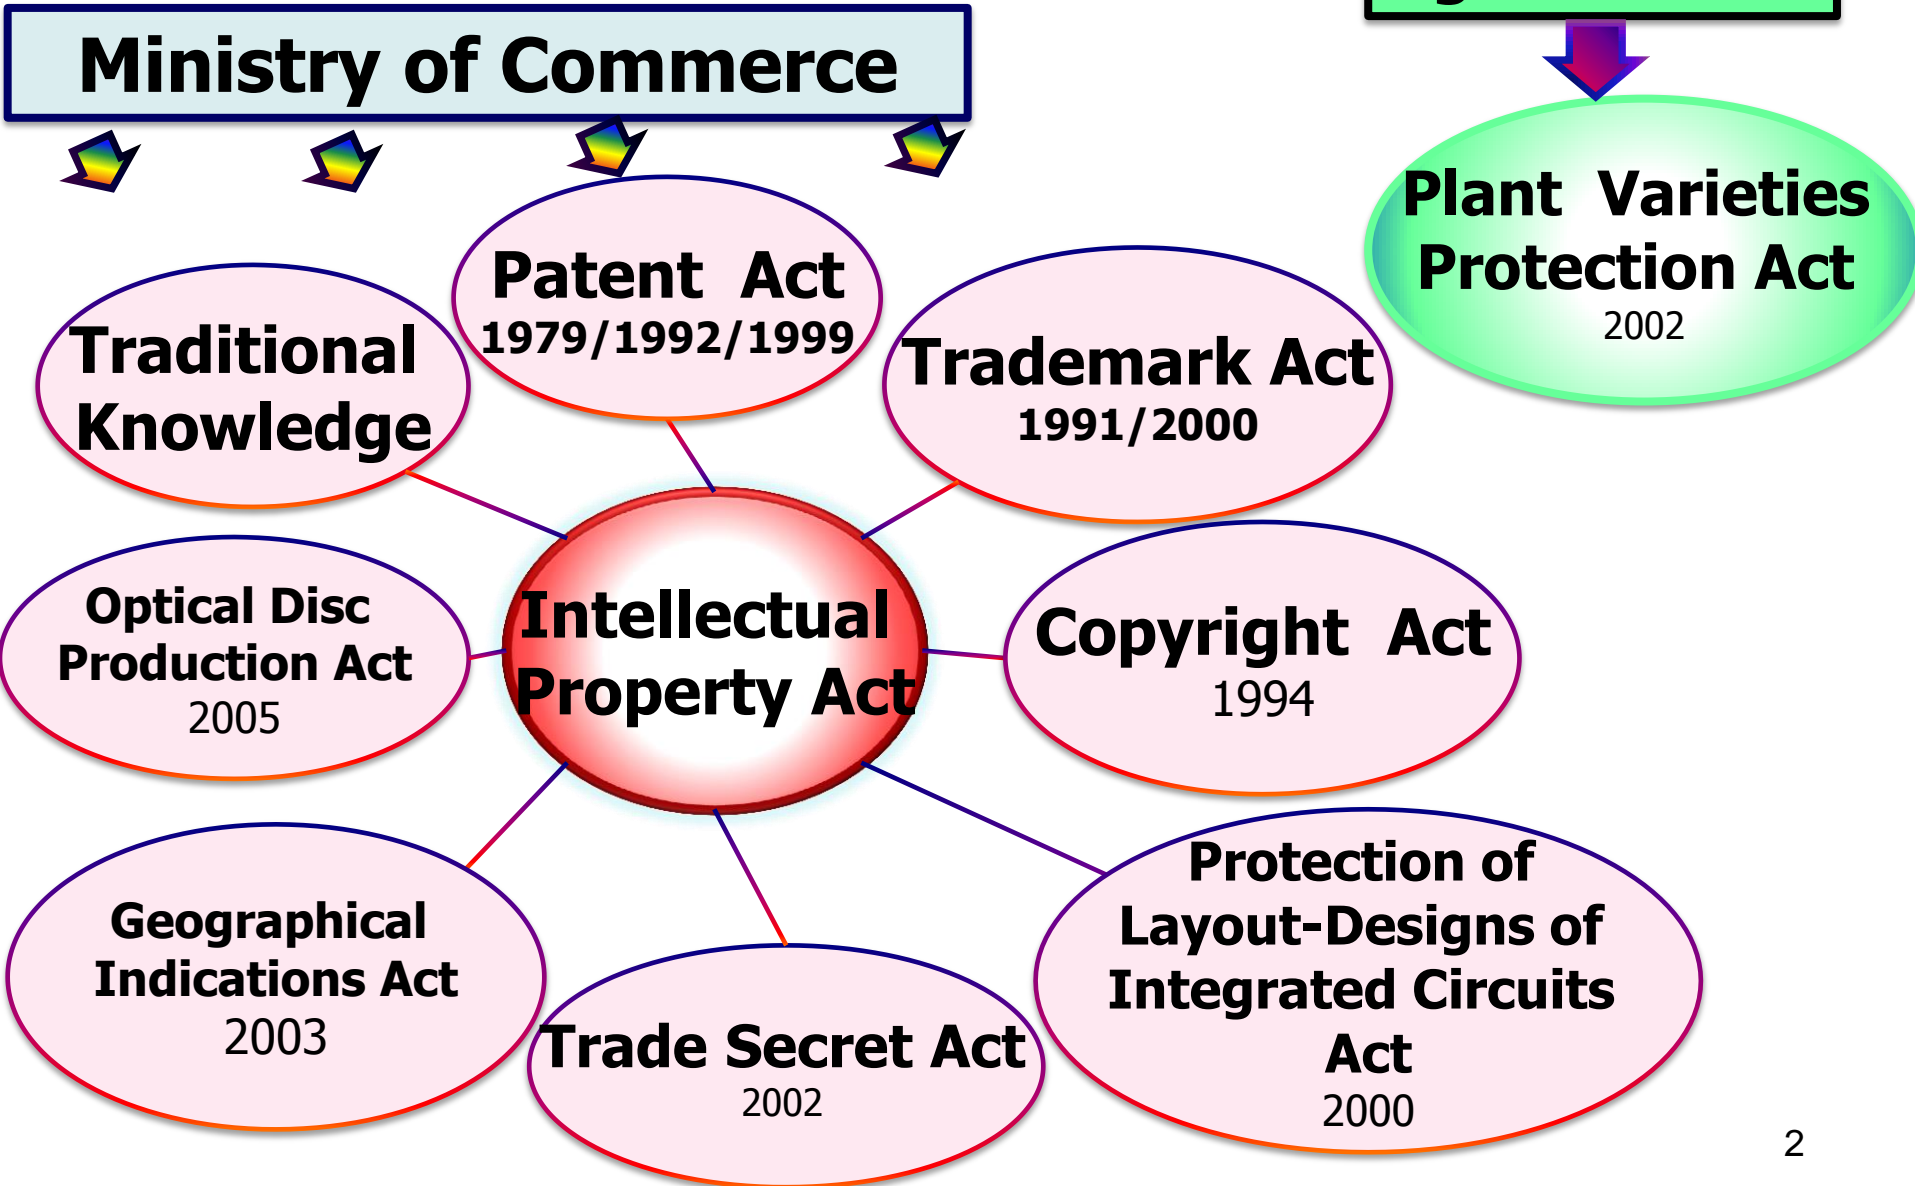 Ministry of Commerce
Plant Varieties
Protection Act
2002
Patent Act
1979/1992/1999
Traditional
Knowledge
Trademark Act
1991/2000
Optical Disc
Production Act
2005
Intellectual
Property Act
Copyright Act
1994
Geographical
Indications Act
2003
Trade Secret Act
2002
Protection of
Layout-Designs of
Integrated Circuits
Act
2000
2